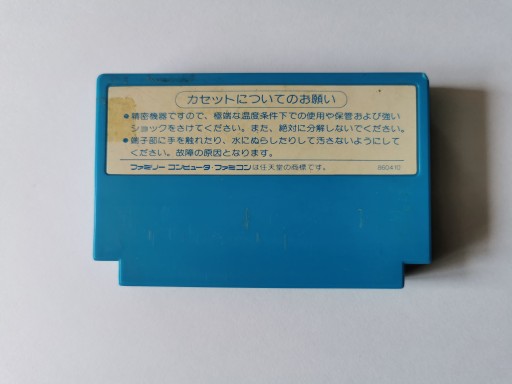 カセットについてのお願い
●精密機器ですので、極端な温度条件下での使用や保管および強い
ショックをさけてください。また、絶対に分解しないでください。
●端子部に手を触れたり、水にぬらしたりして汚さないようにして
ください。故障の原因となります。
ファミリー コンピュータ・ファミコンは任天堂の商標です。 880410